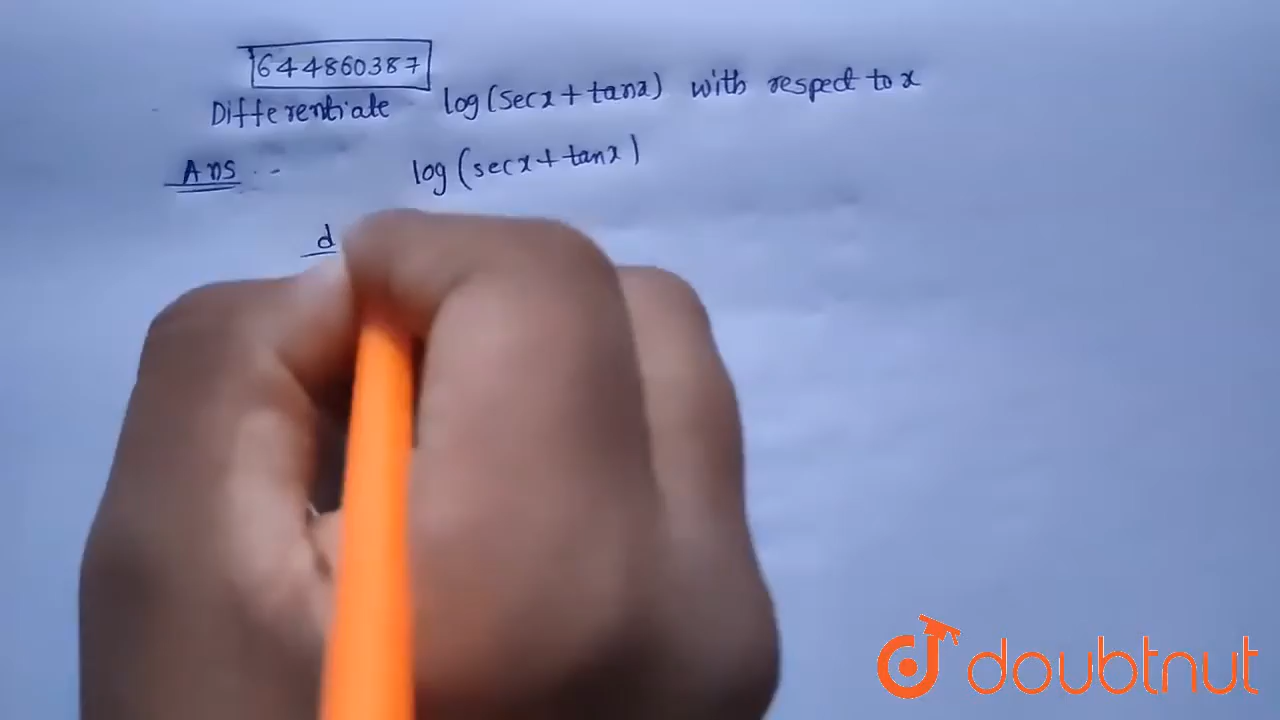 644860387
Differentiate log(secx+tanx) with respect to x
Ans :- log(secx+tanx)
d
doubtnut